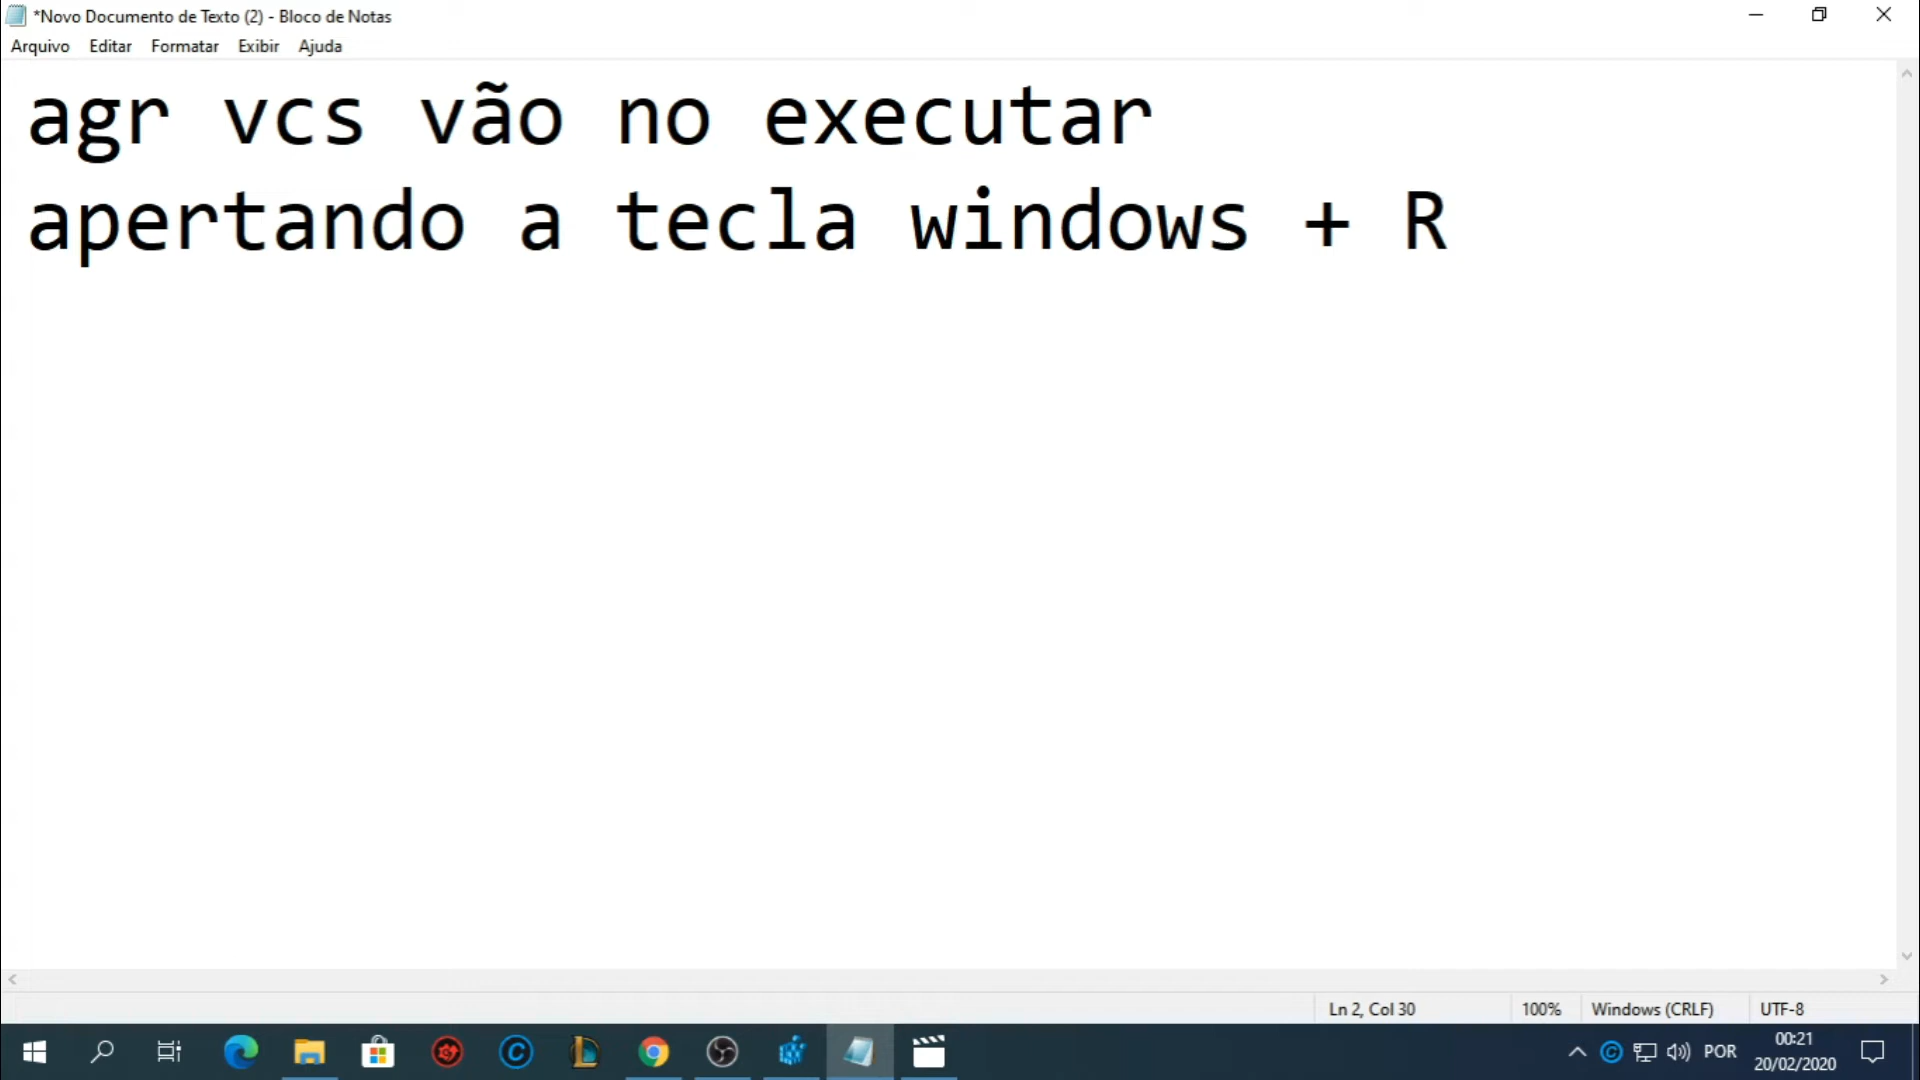 *Novo Documento de Texto (2) - Bloco de Notas
Arquivo Editar Formatar Exibir Ajuda
agr vcs vão no executar
apertando a tecla windows + R
Ln 2, Col 30 100% Windows (CRLF) UTF-8
POR
00:21
20/02/2020